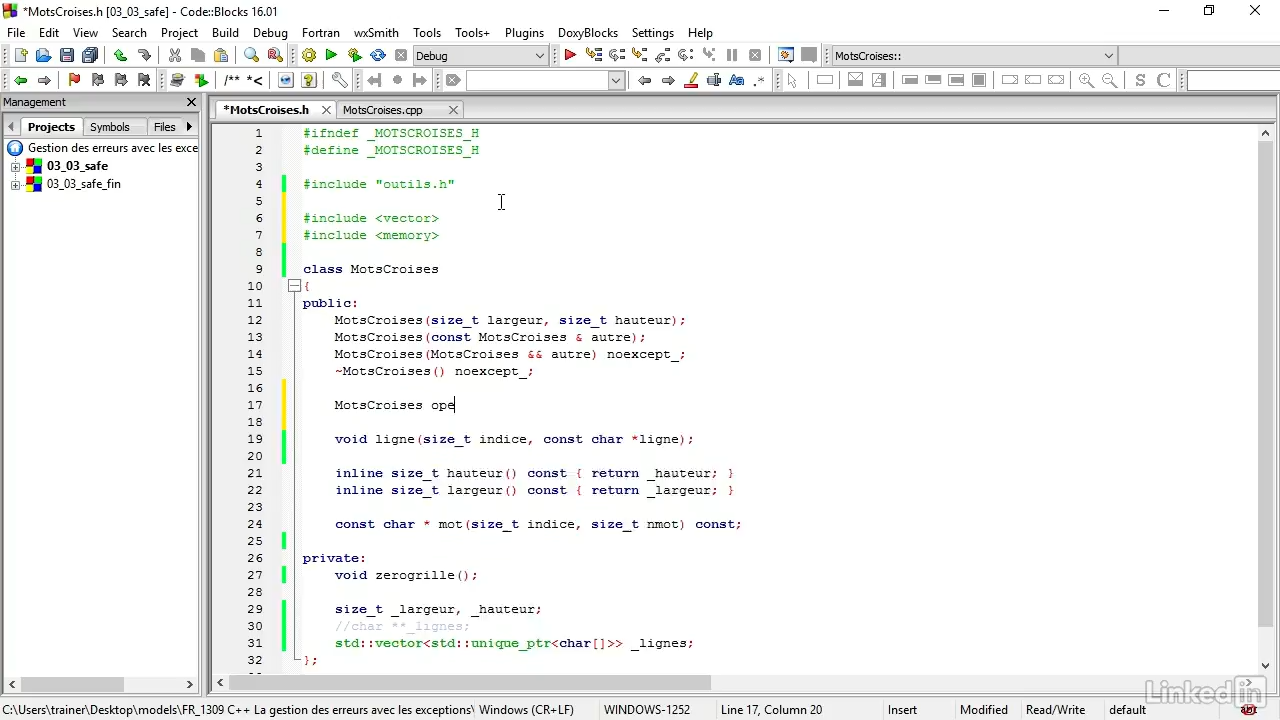 *MotsCroises.h [03_03_safe] - Code::Blocks 16.01
File Edit View Search Project Build Debug Fortran wxSmith Tools Tools+ Plugins DoxyBlocks Settings Help
Debug MotsCroises::
/** *<
Management
*MotsCroises.h MotsCroises.cpp
Projects Symbols Files
Gestion des erreurs avec les exce
03_03_safe
03_03_safe_fin
1 #ifndef _MOTSCROISES_H
2 #define _MOTSCROISES_H
3
4 #include "outils.h"
5
6 #include <vector>
7 #include <memory>
8
9 class MotsCroises
10 {
11 public:
12 MotsCroises(size_t largeur, size_t hauteur);
13 MotsCroises(const MotsCroises & autre);
14 MotsCroises(MotsCroises && autre) noexcept_;
15 ~MotsCroises() noexcept_;
16
17 MotsCroises ope
18
19 void ligne(size_t indice, const char *ligne);
20
21 inline size_t hauteur() const { return _hauteur; }
22 inline size_t largeur() const { return _largeur; }
23
24 const char * mot(size_t indice, size_t nmot) const;
25
26 private:
27 void zerogrille();
28
29 size_t _largeur, _hauteur;
30 //char **_lignes;
31 std::vector<std::unique_ptr<char[]>> _lignes;
32 };
Linked in
C:\Users\trainer\Desktop\models\FR_1309 C++ La gestion des erreurs avec les exception Windows (CR-LF) WINDOWS-1252 Line 17, Column 20 Insert Modified Read/Write default